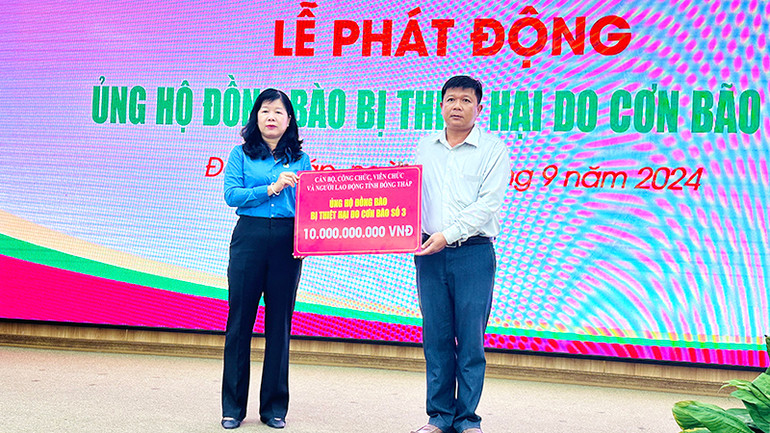 LỄ PHÁT ĐỘNG
ỦNG HỘ ĐỒNG BÀO BỊ THIỆT HẠI DO CƠN BÃO
9 năm 2024
CÁN BỘ, CÔNG CHỨC, VIÊN CHỨC
VÀ NGƯỜI LAO ĐỘNG TỈNH ĐỒNG THÁP
ỦNG HỘ ĐỒNG BÀO
BỊ THIỆT HẠI DO CƠN BÃO SỐ 3
10.000.000.000 VNĐ